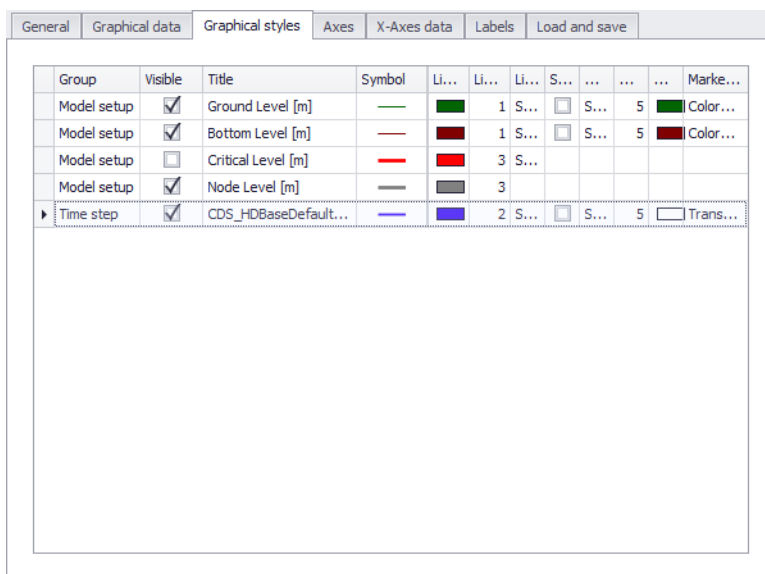 General Graphical data Graphical styles Axes X-Axes data Labels Load and save
Group Visible Title Symbol Li... Li... Li... S... ... ... ... Marke...
Model setup Ground Level [m] 1 S... S... 5 Color...
Model setup Bottom Level [m] 1 S... S... 5 Color...
Model setup Critical Level [m] 3 S...
Model setup Node Level [m] 3
Time step CDS_HDBaseDefault... 2 S... S... 5 Trans...